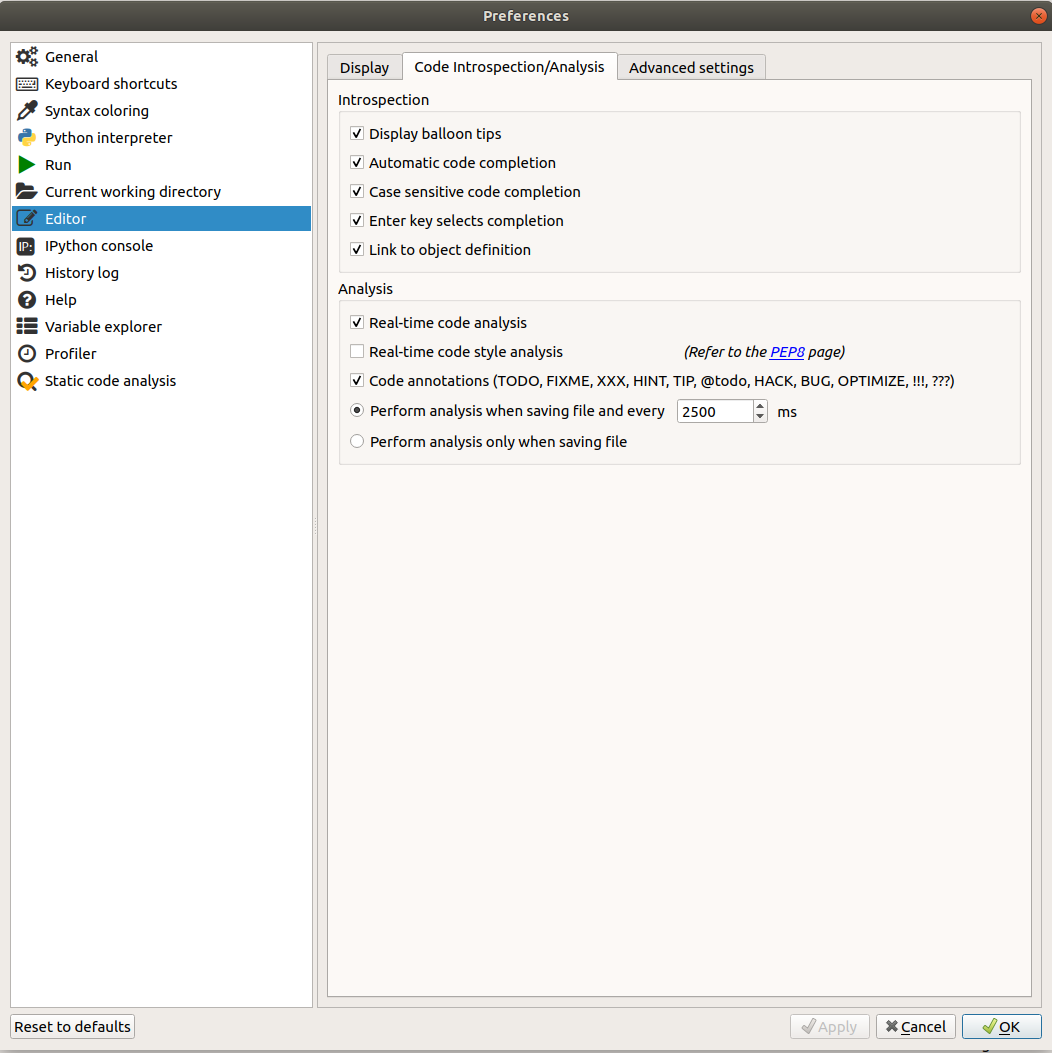 Preferences
General
Keyboard shortcuts
Syntax coloring
Python interpreter
Run
Current working directory
Editor
IP: IPython console
History log
Help
Variable explorer
Profiler
Static code analysis
Display Code Introspection/Analysis Advanced settings
Introspection
Display balloon tips
Automatic code completion
Case sensitive code completion
Enter key selects completion
Link to object definition
Analysis
Real-time code analysis
Real-time code style analysis (Refer to the PEP8 page)
Code annotations (TODO, FIXME, XXX, HINT, TIP, @todo, HACK, BUG, OPTIMIZE, !!!, ???)
Perform analysis when saving file and every 2500 ms
Perform analysis only when saving file
Reset to defaults Apply Cancel OK